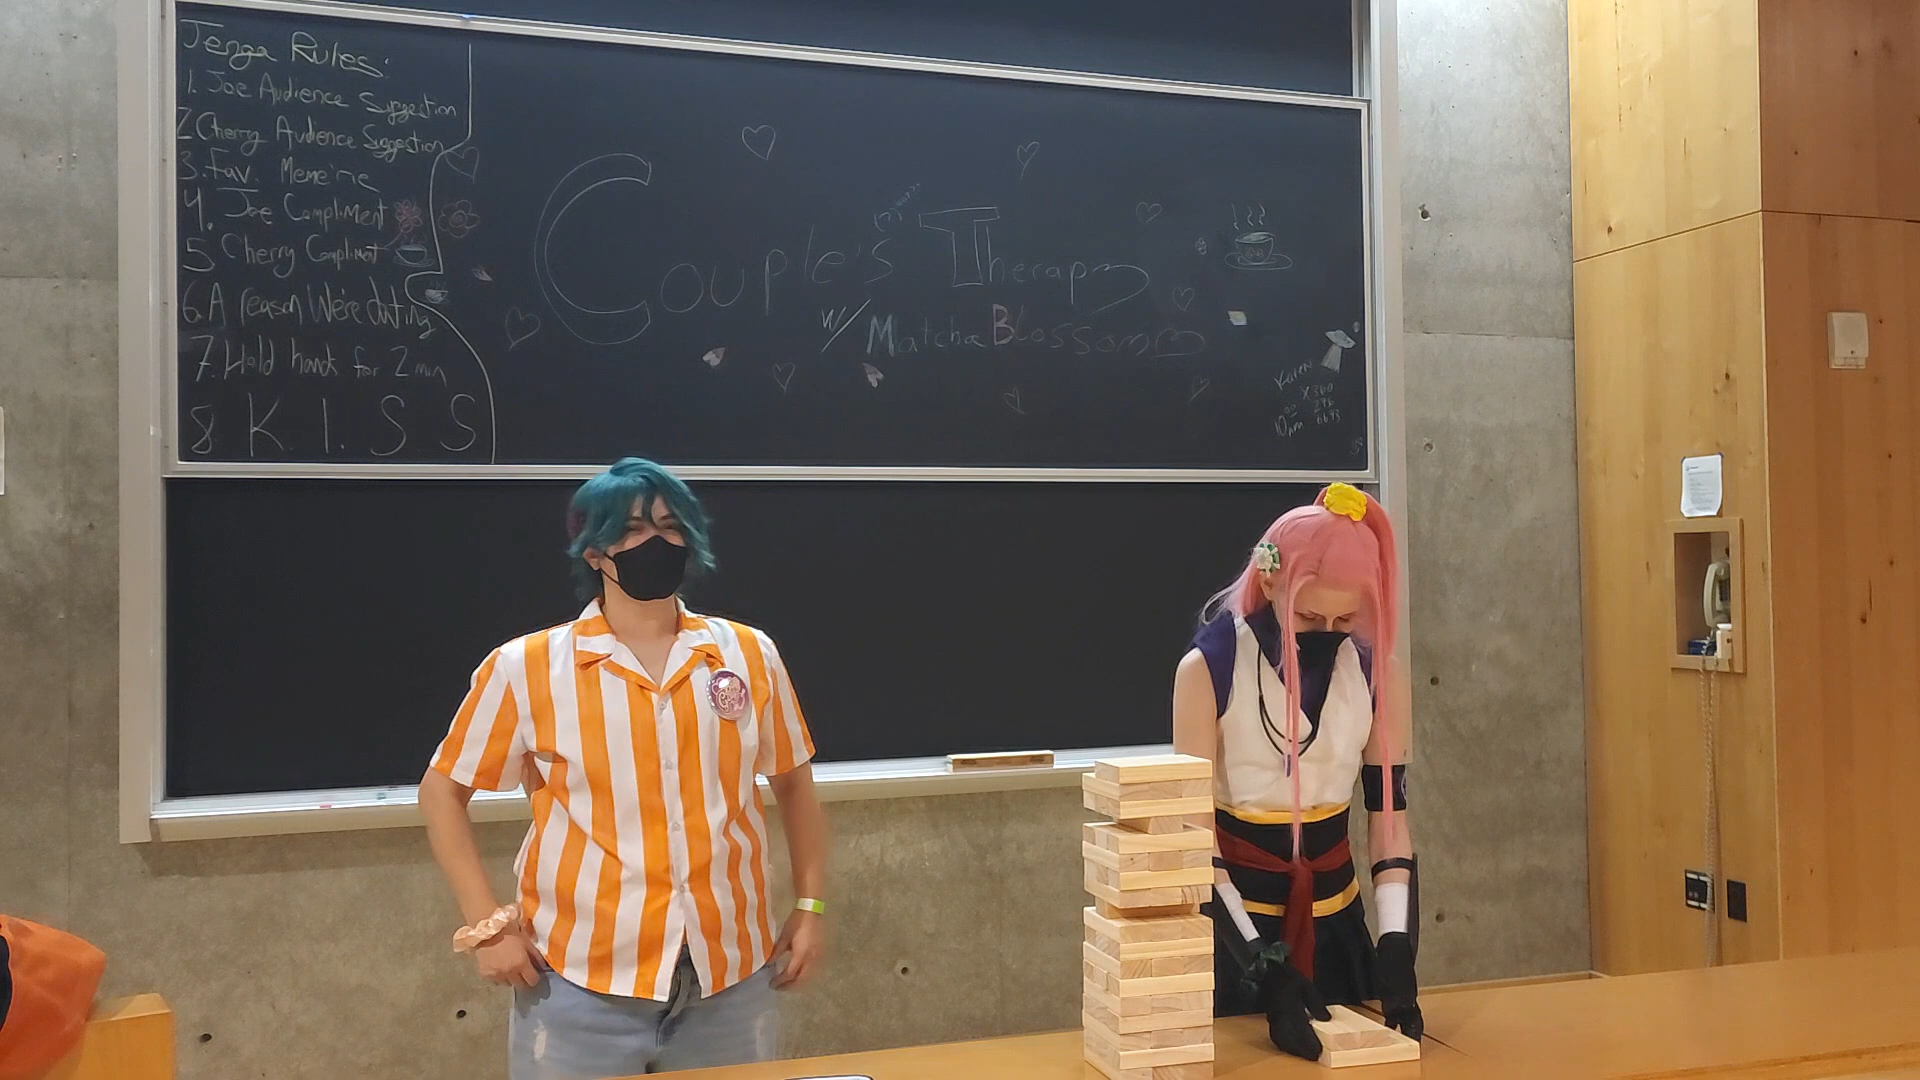 Jenga Rules:
1. Joe Audience Suggestion
2 Cherry Audience Suggestion
3. Fav. Meme
4. Joe Compliment
5 Cherry Compliment
6. A reason We're dating
7. Hold hands for 2 min
8 K. I. S S
Couple's Therapy
w/ Matcha Blossom
Karen